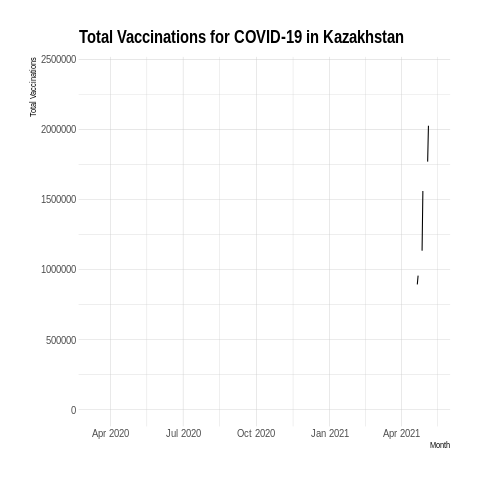 Total Vaccinations for COVID-19 in Kazakhstan
Total Vaccinations
2500000
2000000
1500000
1000000
500000
0
Apr 2020 Jul 2020 Oct 2020 Jan 2021 Apr 2021
Month